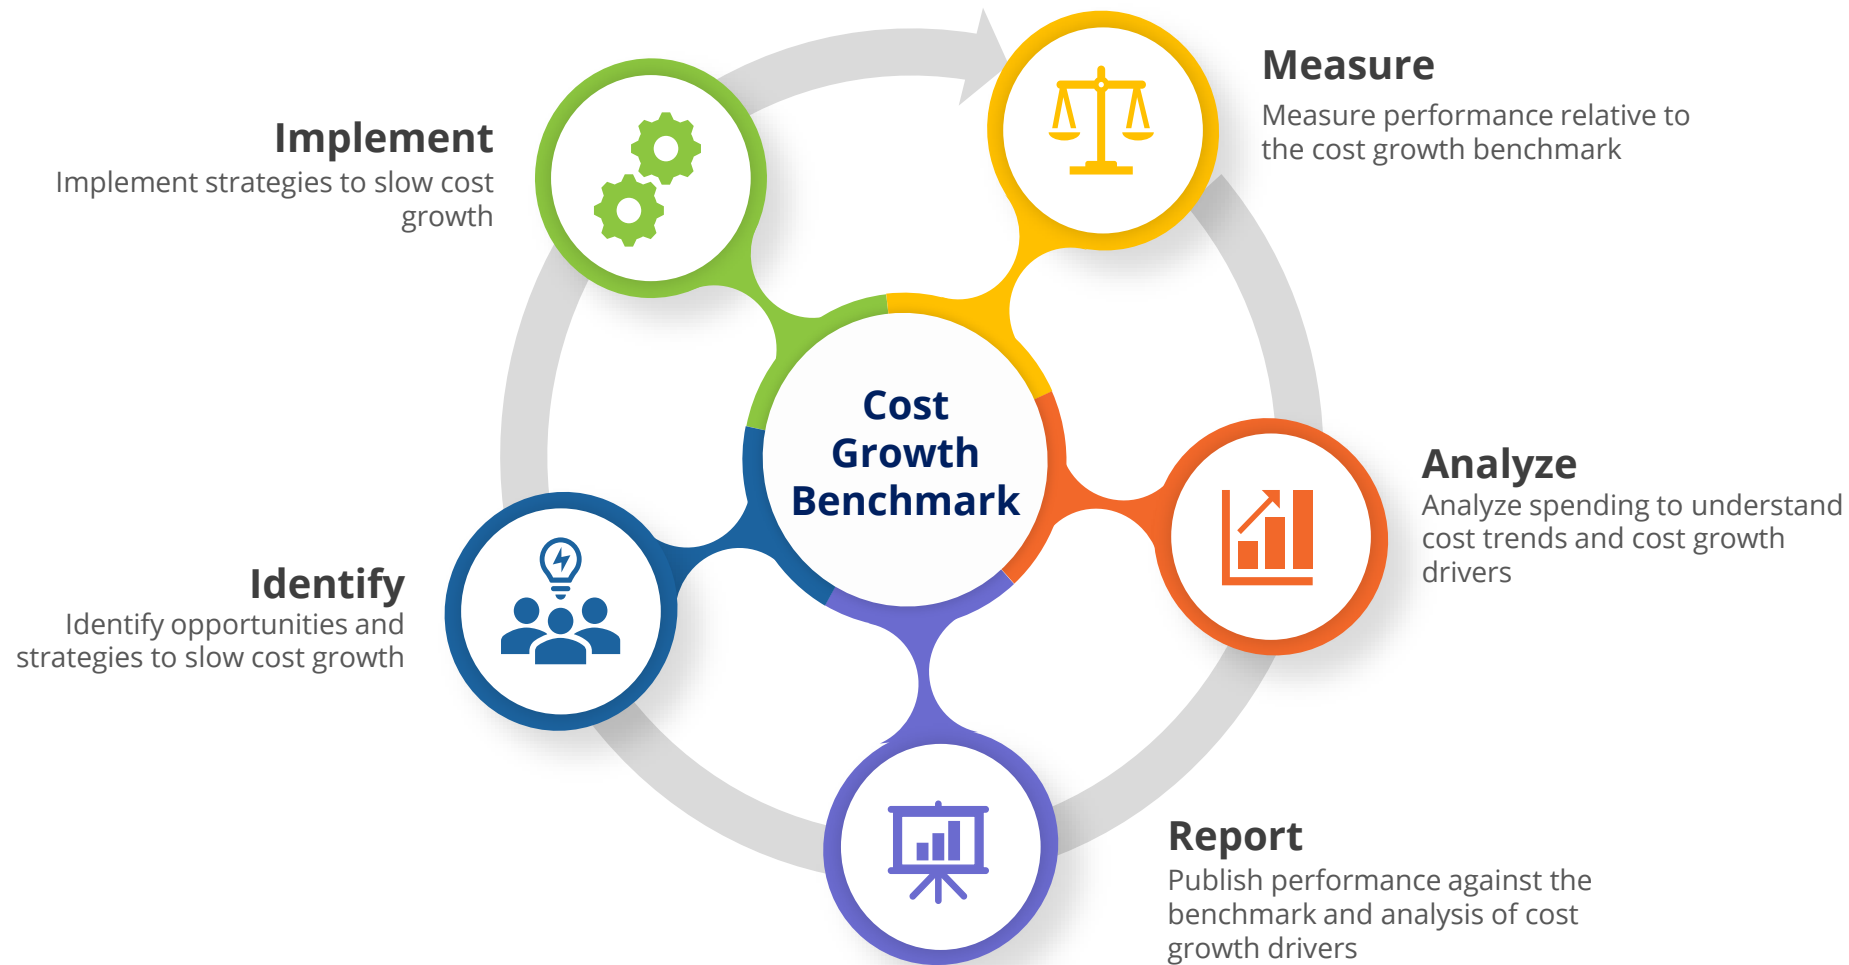 Measure
Measure performance relative to
the cost growth benchmark
Implement
Implement strategies to slow cost
growth
Cost
Growth
Benchmark
Analyze
Analyze spending to understand
cost trends and cost growth
drivers
Identify
Identify opportunities and
strategies to slow cost growth
Report
Publish performance against the
benchmark and analysis of cost
growth drivers